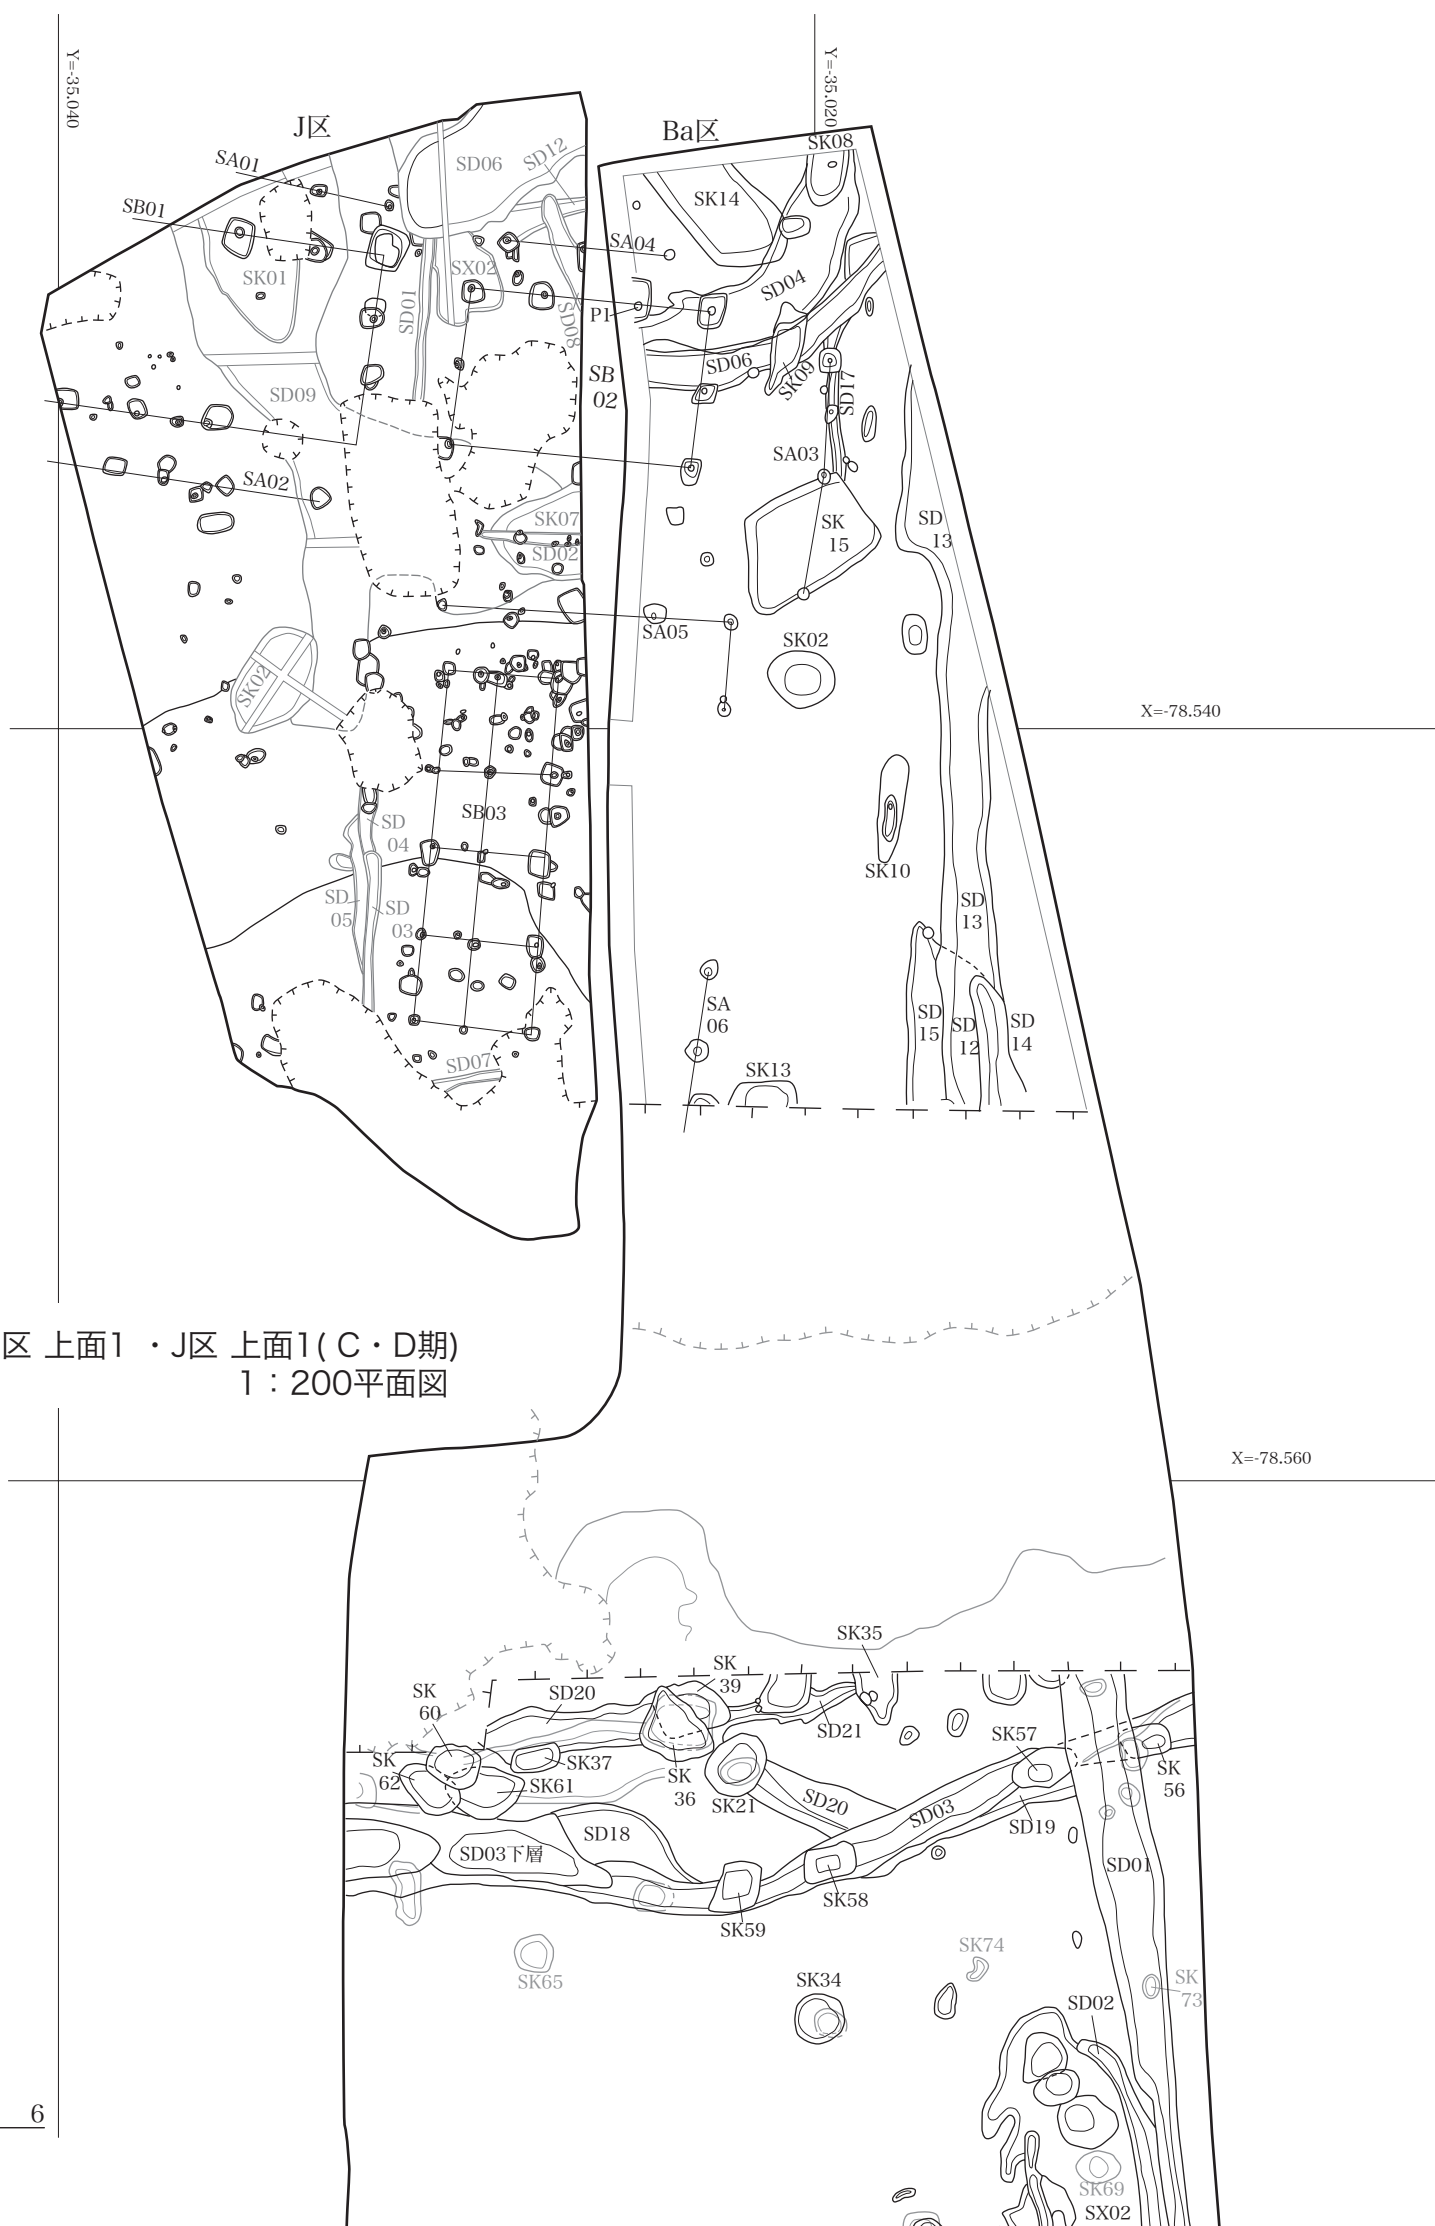 Y=-35.040
Y=-35.020
J区
Ba区
SK08
SA01
SD06
SD12
SK14
SB01
SA04
SK01
SX02
SD04
SD01
SD08
P1
SD06
SK09
SD17
SB
02
SD09
SA03
SA02
SK07
SD02
SK
15
SD
13
SA05
SK02
SK02
X=-78.540
SB03
SD
04
SK10
SD
05
SD
03
SD
13
SA
06
SD
15
SD
12
SD
14
SD07
SK13
区 上面1 ・J区 上面1( C・D期)
1：200平面図
X=-78.560
SK35
SK
39
SK
60
SD20
SD21
SK57
SK
62
SK37
SK61
SK
36
SK21
SD20
SD03
SD19
SK
56
SD18
SD03下層
SD01
SK58
SK59
SK65
SK74
SK34
SK
73
SD02
6
SK69
SX02